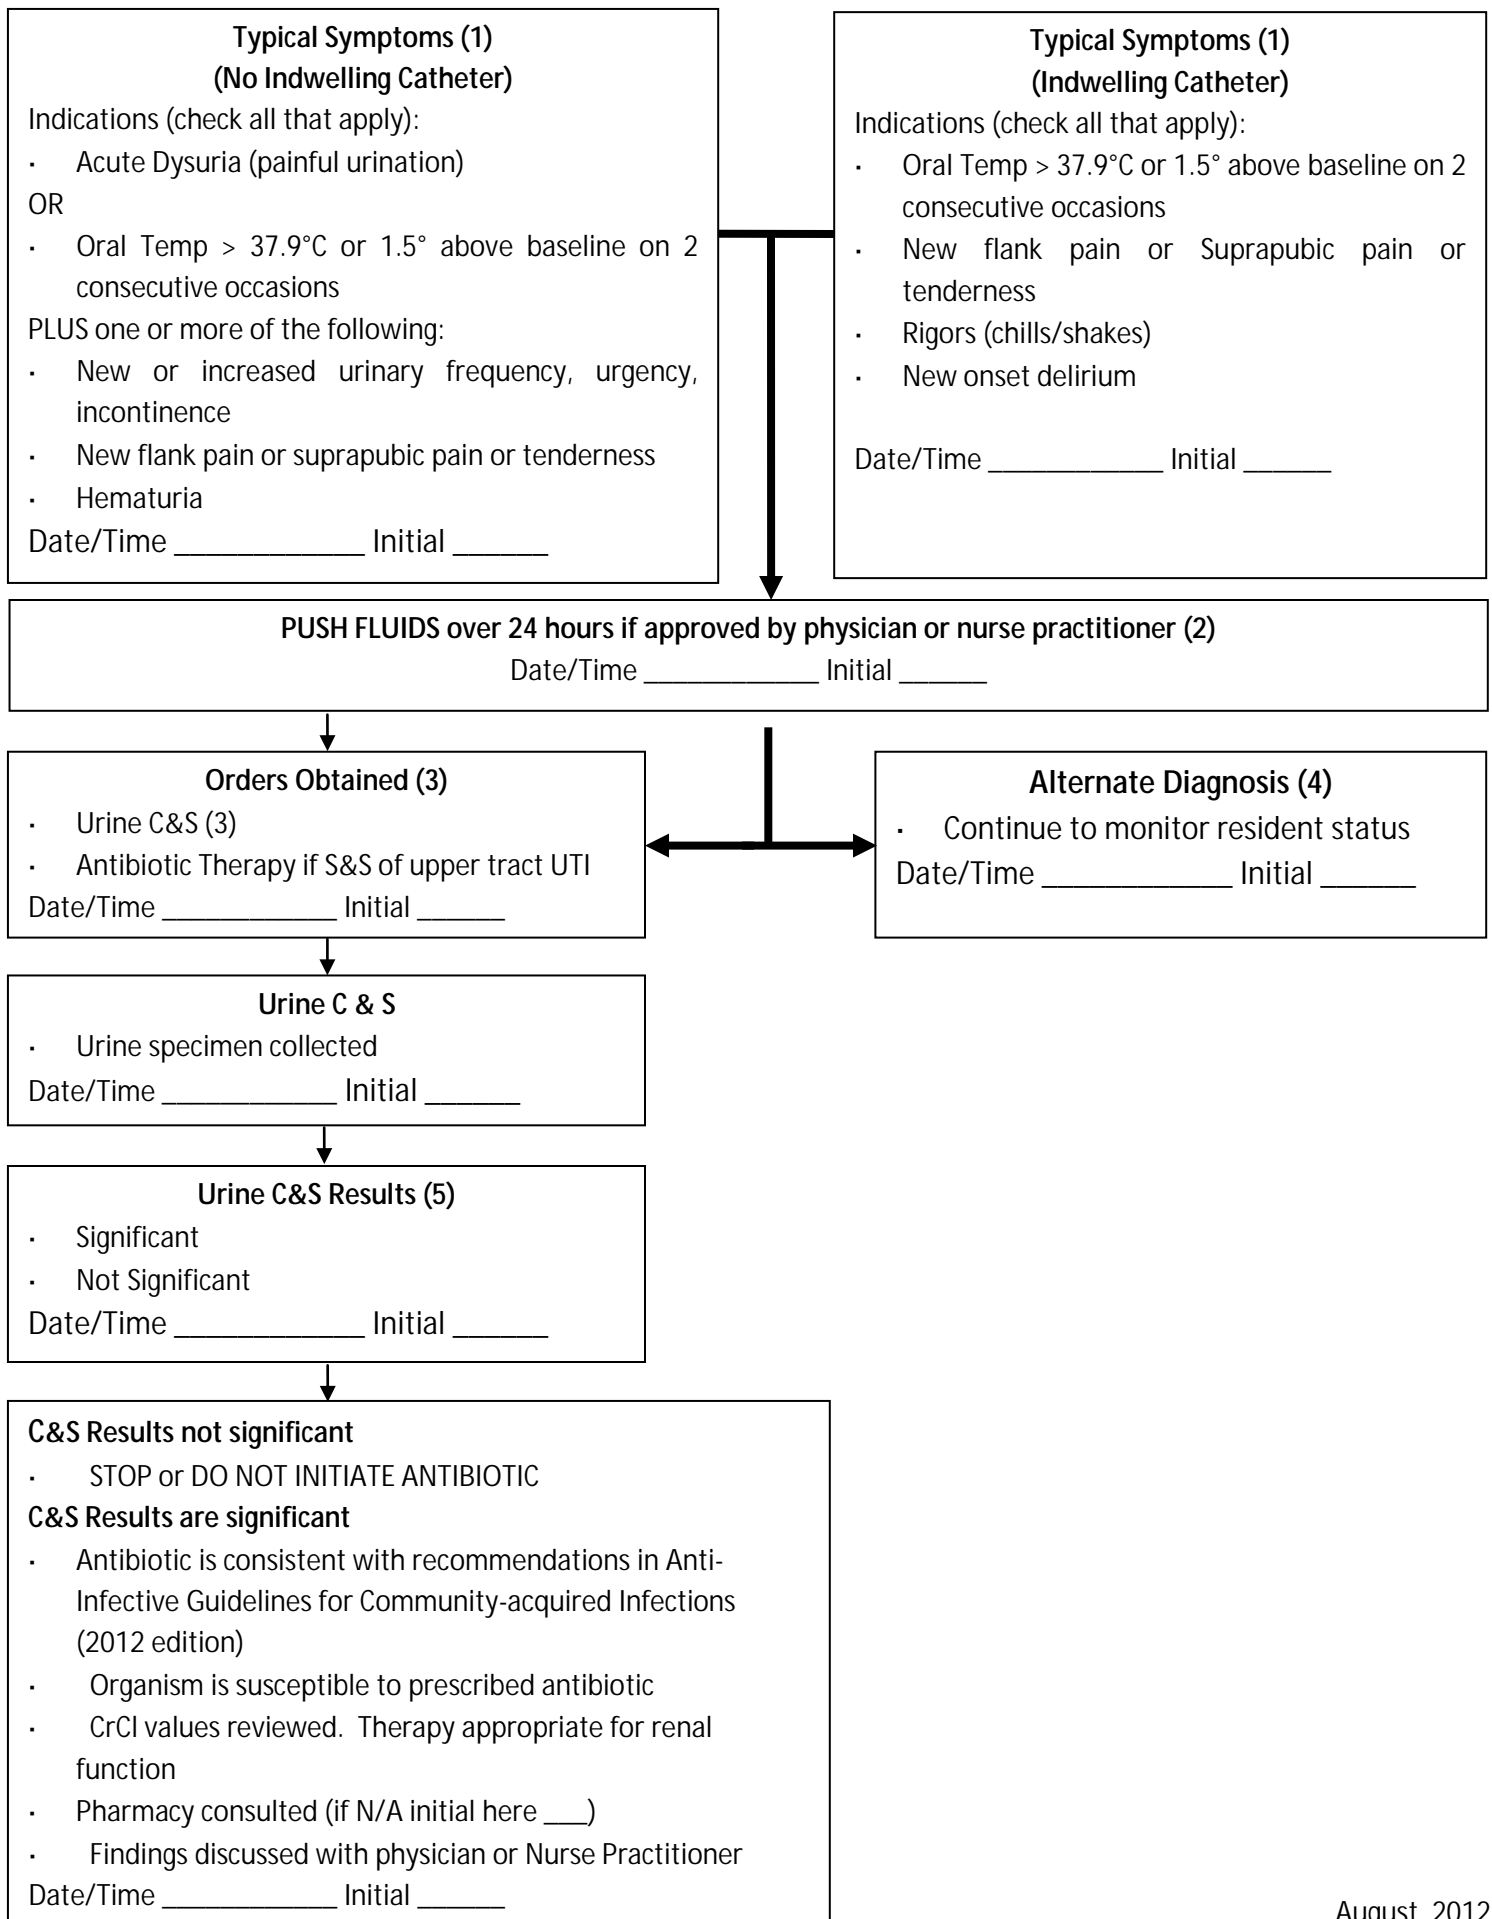 Typical Symptoms (1)
(No Indwelling Catheter)
Indications (check all that apply):
· Acute Dysuria (painful urination)
OR
· Oral Temp > 37.9°C or 1.5° above baseline on 2
consecutive occasions
PLUS one or more of the following:
· New or increased urinary frequency, urgency,
incontinence
· New flank pain or suprapubic pain or tenderness
· Hematuria
Date/Time ____________ Initial ______
Typical Symptoms (1)
(Indwelling Catheter)
Indications (check all that apply):
· Oral Temp > 37.9°C or 1.5° above baseline on 2
consecutive occasions
· New flank pain or Suprapubic pain or
tenderness
· Rigors (chills/shakes)
· New onset delirium
Date/Time ____________ Initial ______
PUSH FLUIDS over 24 hours if approved by physician or nurse practitioner (2)
Date/Time ____________ Initial ______
Orders Obtained (3)
· Urine C&S (3)
· Antibiotic Therapy if S&S of upper tract UTI
Date/Time ____________ Initial ______
Alternate Diagnosis (4)
· Continue to monitor resident status
Date/Time ____________ Initial ______
Urine C & S
· Urine specimen collected
Date/Time ____________ Initial ______
Urine C&S Results (5)
· Significant
· Not Significant
Date/Time ____________ Initial ______
C&S Results not significant
· STOP or DO NOT INITIATE ANTIBIOTIC
C&S Results are significant
· Antibiotic is consistent with recommendations in Anti-
Infective Guidelines for Community-acquired Infections
(2012 edition)
· Organism is susceptible to prescribed antibiotic
· CrCl values reviewed. Therapy appropriate for renal
function
· Pharmacy consulted (if N/A initial here ___)
· Findings discussed with physician or Nurse Practitioner
Date/Time ____________ Initial ______
August, 2012